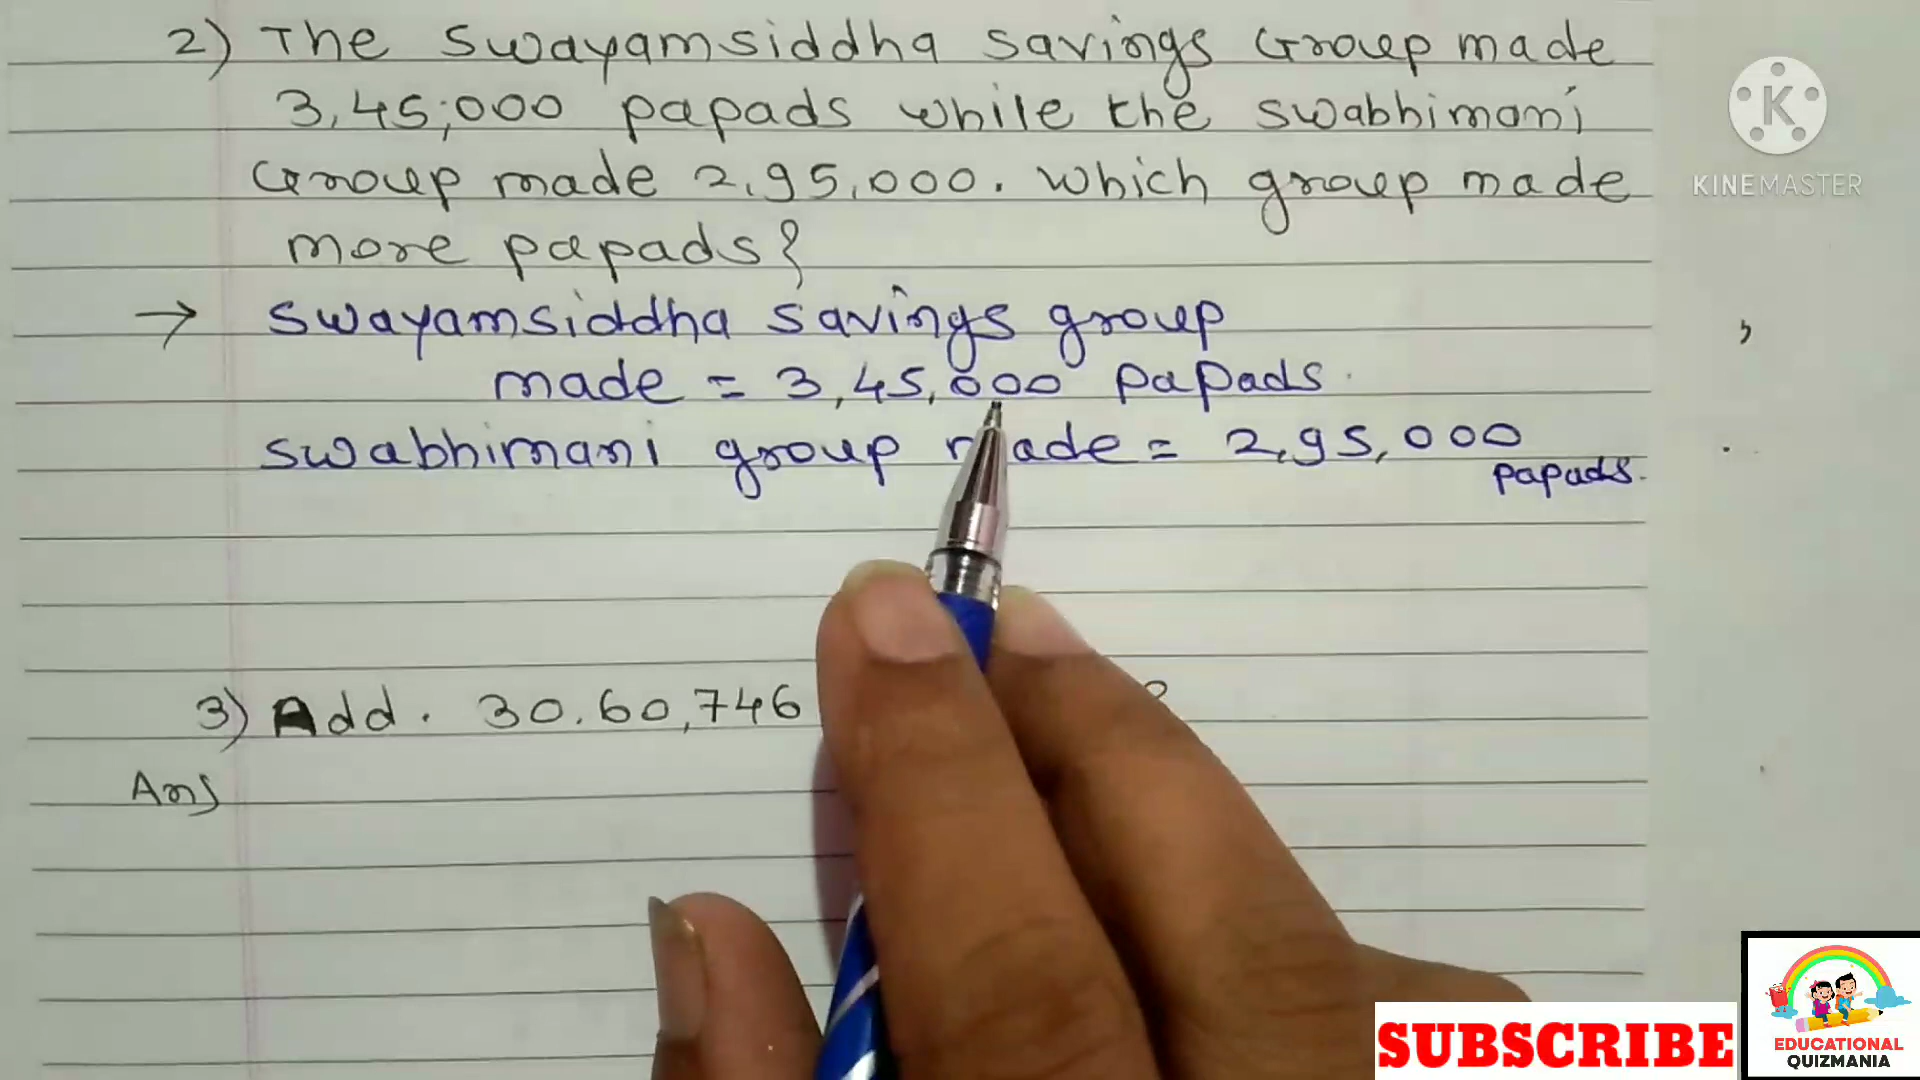 2) The Swayamsiddha savings Group made
3,45,000 papads while the swabhimani
Group made 2,95,000. Which group made
more papads?
→ Swayamsiddha savings group
made = 3,45,000 papads.
Swabhimani group made = 2,95,000
papads.
3) Add. 30,60,746
Ans
KINEMASTER
SUBSCRIBE
EDUCATIONAL
QUIZMANIA